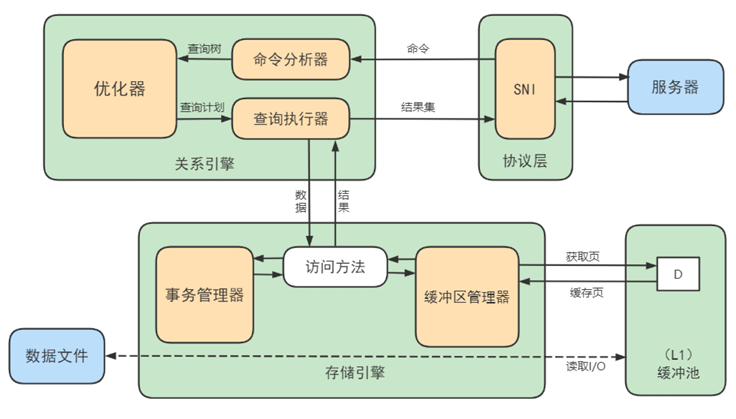 查询树
命令分析器
命令
优化器
SNI
服务器
查询计划
查询执行器
结果集
关系引擎
协议层
数据
结果
访问方法
获取页
D
事务管理器
缓冲区管理器
缓存页
数据文件
存储引擎
读取I/O
（L1）
缓冲池